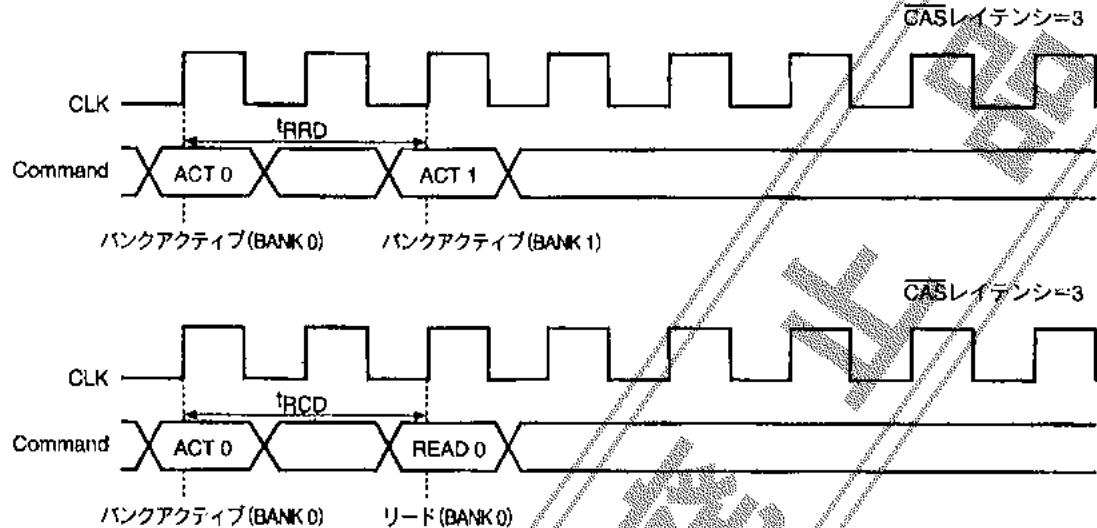 CASレイテンシー=3
CLK
tRRD
Command ACT 0 ACT 1
バンクアクティブ(BANK 0) バンクアクティブ(BANK 1)
CASレイテンシー=3
CLK
tRCD
Command ACT 0 READ 0
バンクアクティブ(BANK 0) リード(BANK 0)